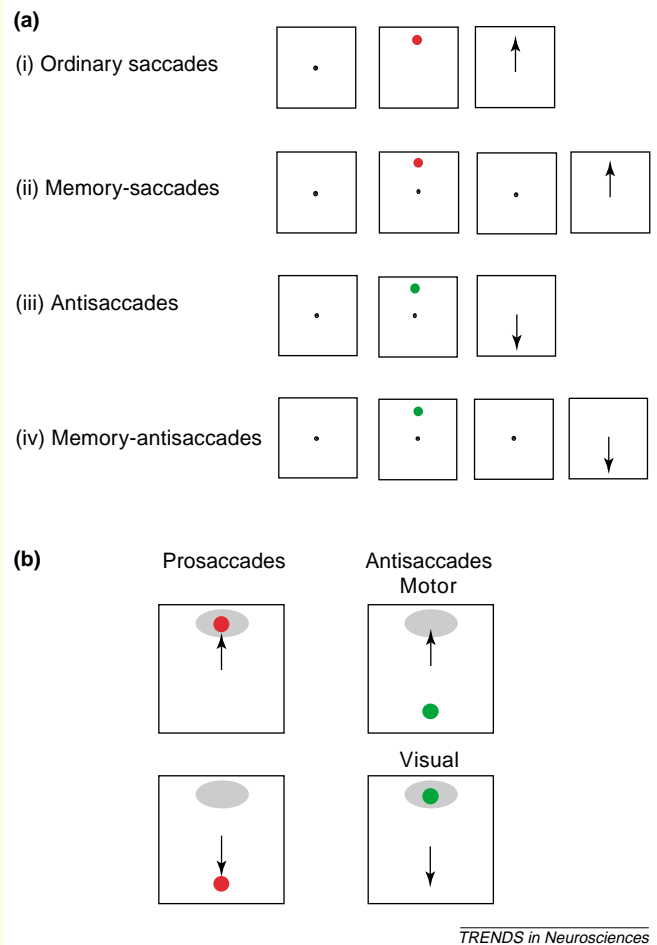 (a)
(i) Ordinary saccades
(ii) Memory-saccades
(iii) Antisaccades
(iv) Memory-antisaccades
(b)
Prosaccades
Antisaccades
Motor
Visual
TRENDS in Neurosciences